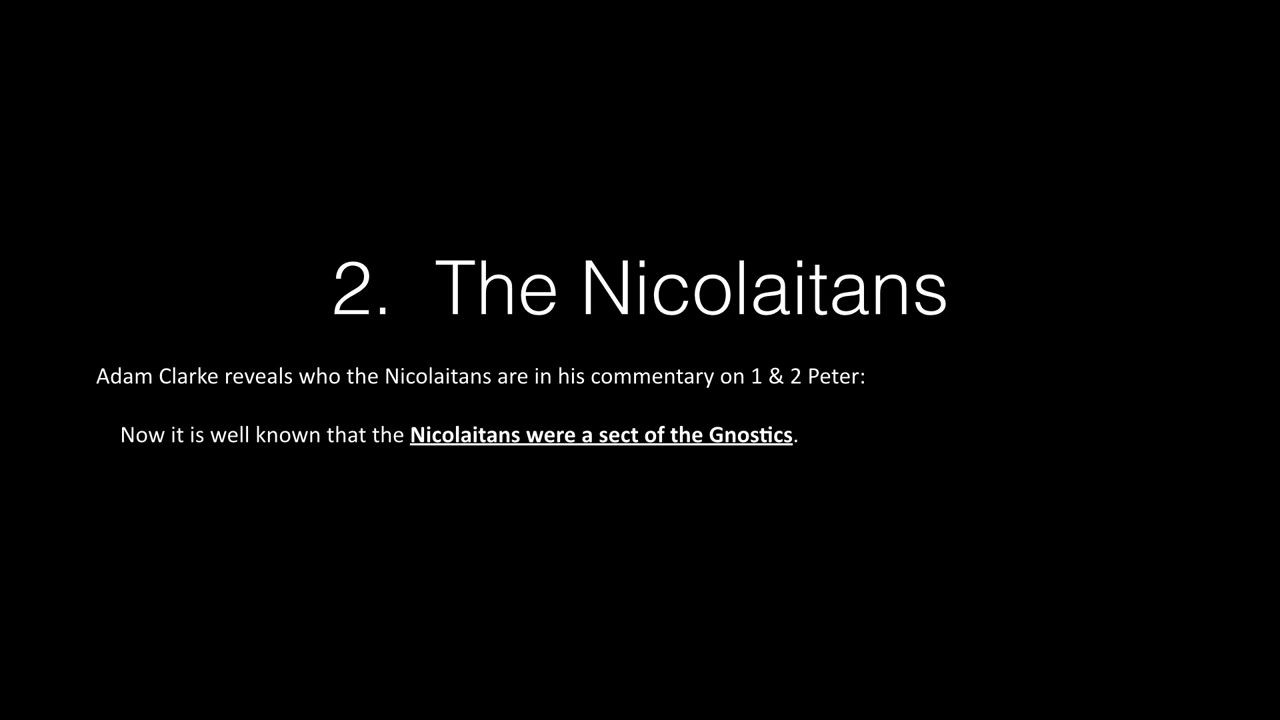 2. The Nicolaitans
Adam Clarke reveals who the Nicolaitans are in his commentary on 1 & 2 Peter:
Now it is well known that the Nicolaitans were a sect of the Gnostics.